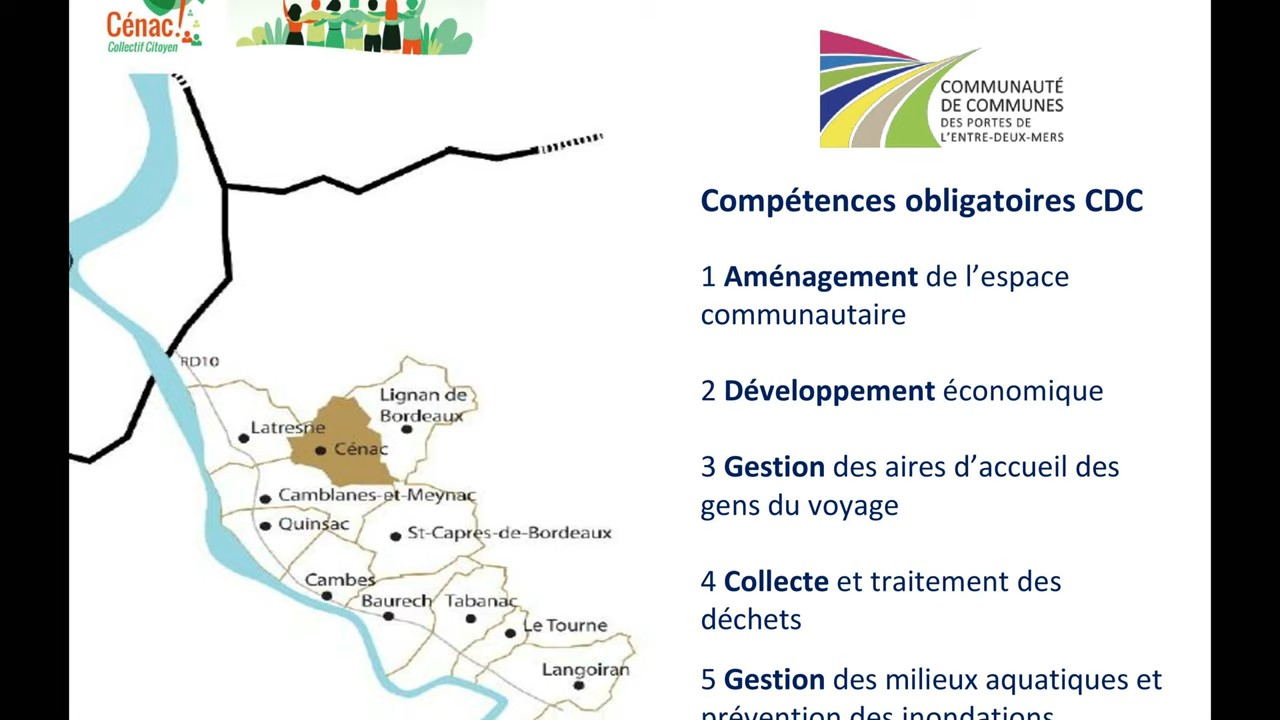 Cénac!
Collectif Citoyen
COMMUNAUTÉ
DE COMMUNES
DES PORTES DE
L'ENTRE-DEUX-MERS
Compétences obligatoires CDC
1 Aménagement de l’espace
communautaire
2 Développement économique
3 Gestion des aires d’accueil des
gens du voyage
4 Collecte et traitement des
déchets
5 Gestion des milieux aquatiques et
prévention des inondations
RD10
Lignan de
Bordeaux
Latresne
Cénac
Camblanes-et-Meynac
Quinsac
St-Caprès-de-Bordeaux
Cambes
Baurech
Tabanac
Le Tourne
Langoiran